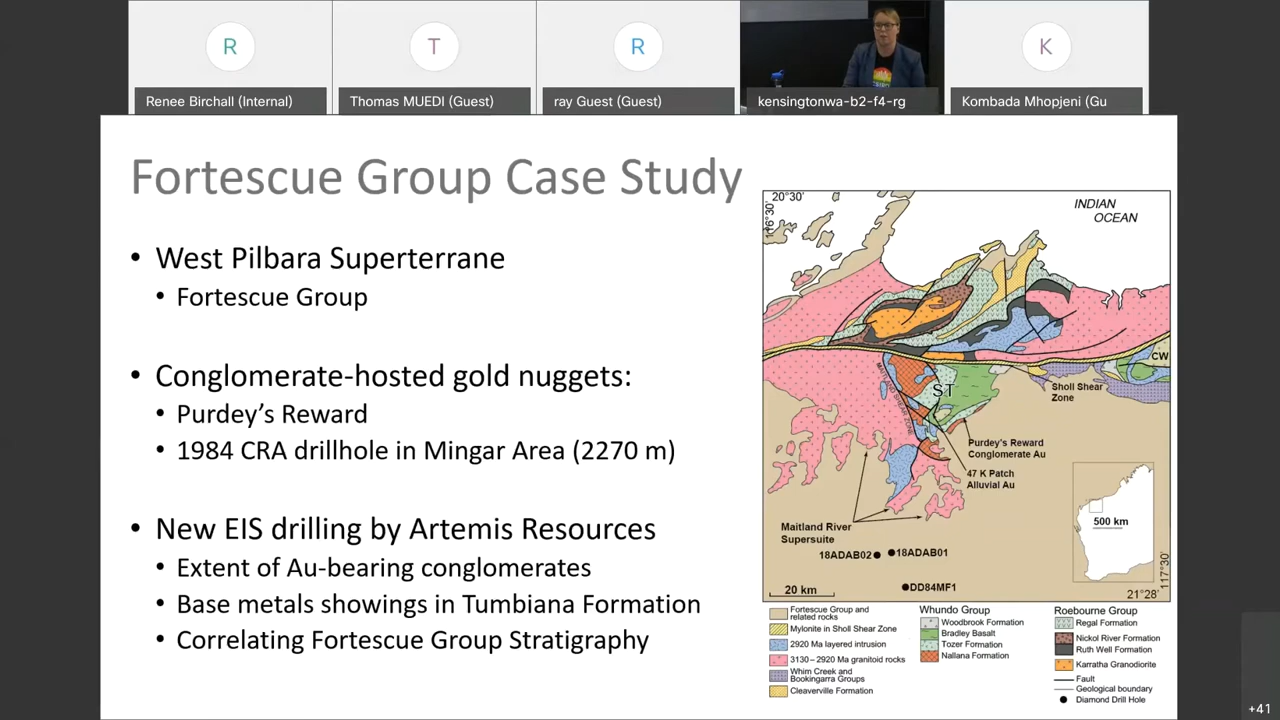 R
T
R
K
Renee Birchall (Internal)
Thomas MUEDI (Guest)
ray Guest (Guest)
kensingtonwa-b2-f4-rg
Kombada Mhopjeni (Gu
Fortescue Group Case Study
• West Pilbara Superterrane
• Fortescue Group
• Conglomerate-hosted gold nuggets:
• Purdey's Reward
• 1984 CRA drillhole in Mingar Area (2270 m)
• New EIS drilling by Artemis Resources
• Extent of Au-bearing conglomerates
• Base metals showings in Tumbiana Formation
• Correlating Fortescue Group Stratigraphy
20°30'
116°30'
INDIAN
OCEAN
CW
ST
Sholl Shear
Zone
Purdey's Reward
Conglomerate Au
47 K Patch
Alluvial Au
Maitland River
Supersuite
18ADAB02
18ADAB01
DD84MF1
500 km
20 km
117°30'
21°28'
Fortescue Group and
related rocks
Mylonite in Sholl Shear Zone
2920 Ma layered intrusion
3130–2920 Ma granitoid rocks
Whim Creek and
Bookingarra Groups
Cleaverville Formation
Whundo Group
Woodbrook Formation
Bradley Basalt
Tozer Formation
Nallana Formation
Roebourne Group
Regal Formation
Nickol River Formation
Ruth Well Formation
Karratha Granodiorite
Fault
Geological boundary
Diamond Drill Hole
+41